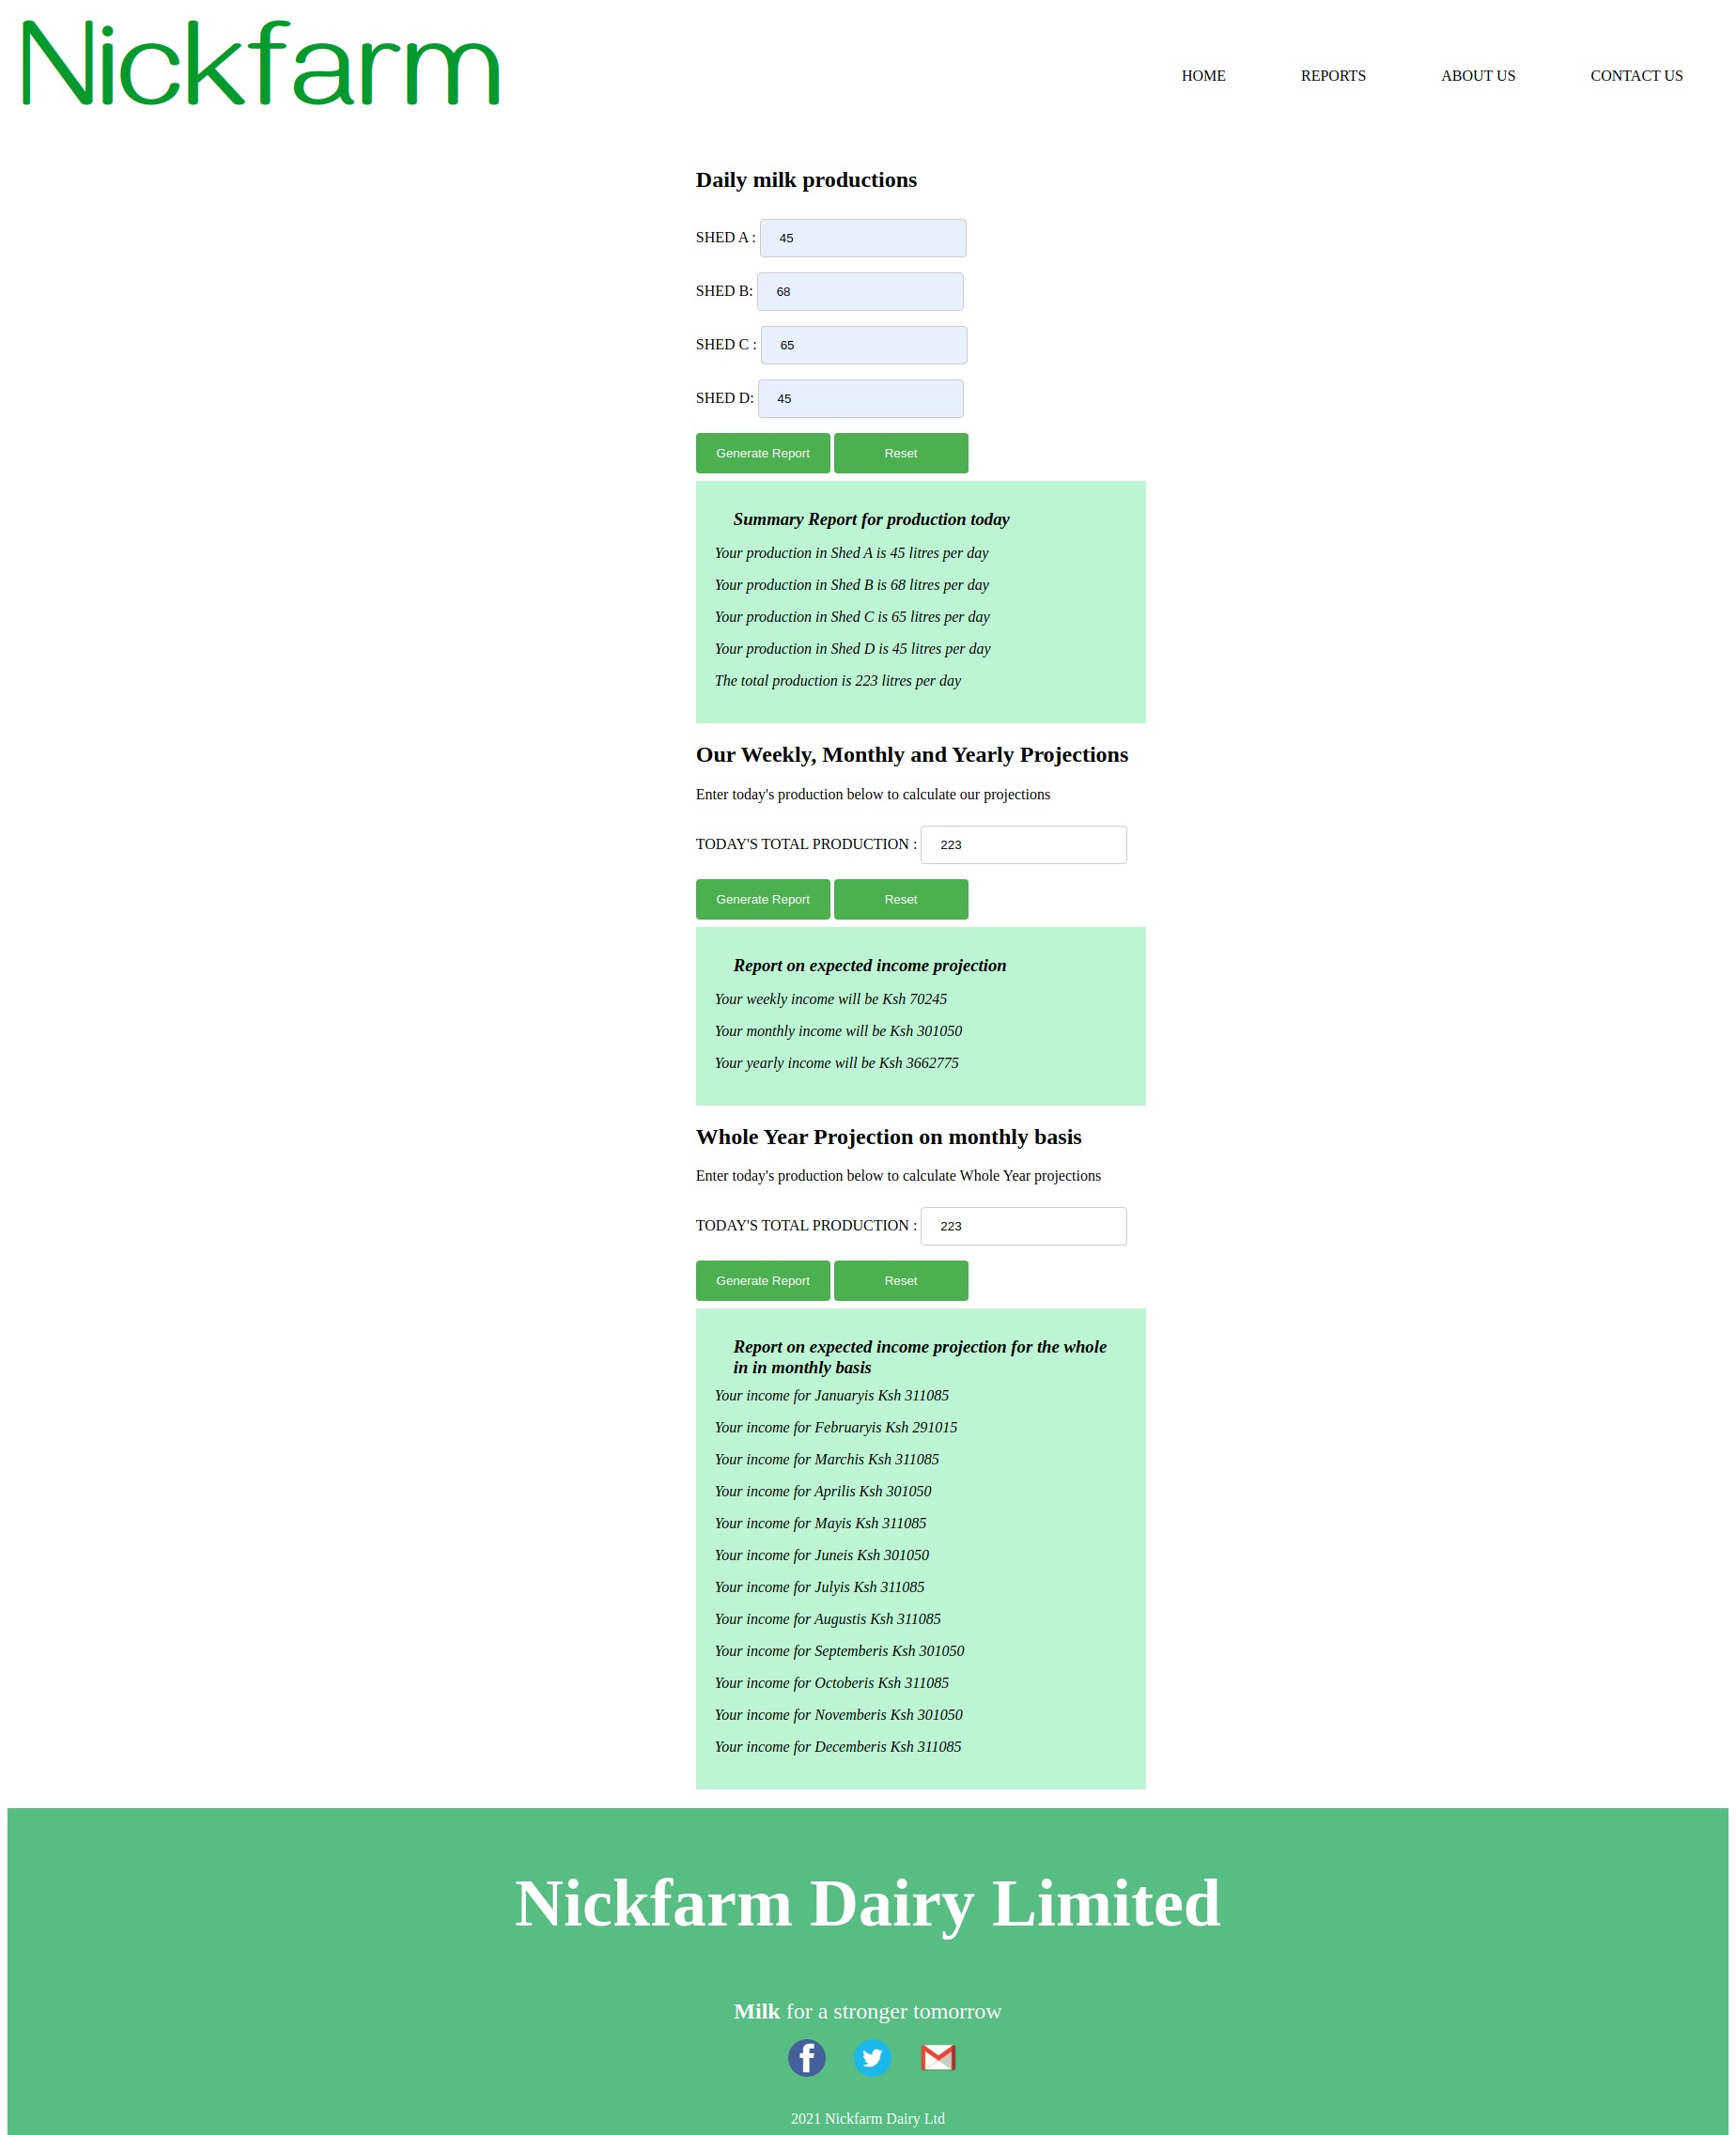 Nickfarm
HOME REPORTS ABOUT US CONTACT US
Daily milk productions
SHED A : 45
SHED B: 68
SHED C : 65
SHED D: 45
Generate Report Reset
Summary Report for production today
Your production in Shed A is 45 litres per day
Your production in Shed B is 68 litres per day
Your production in Shed C is 65 litres per day
Your production in Shed D is 45 litres per day
The total production is 223 litres per day
Our Weekly, Monthly and Yearly Projections
Enter today's production below to calculate our projections
TODAY'S TOTAL PRODUCTION : 223
Generate Report Reset
Report on expected income projection
Your weekly income will be Ksh 70245
Your monthly income will be Ksh 301050
Your yearly income will be Ksh 3662775
Whole Year Projection on monthly basis
Enter today's production below to calculate Whole Year projections
TODAY'S TOTAL PRODUCTION : 223
Generate Report Reset
Report on expected income projection for the whole
in in monthly basis
Your income for Januaryis Ksh 311085
Your income for Februaryis Ksh 291015
Your income for Marchis Ksh 311085
Your income for Aprilis Ksh 301050
Your income for Mayis Ksh 311085
Your income for Juneis Ksh 301050
Your income for Julyis Ksh 311085
Your income for Augustis Ksh 311085
Your income for Septemberis Ksh 301050
Your income for Octoberis Ksh 311085
Your income for Novemberis Ksh 301050
Your income for Decemberis Ksh 311085
Nickfarm Dairy Limited
Milk for a stronger tomorrow
2021 Nickfarm Dairy Ltd